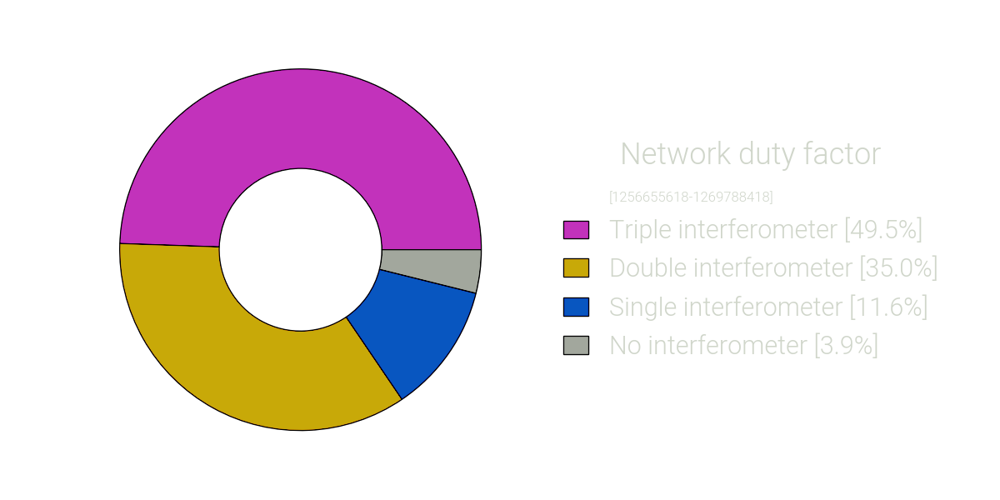 Network duty factor
[1256655618-1269788418]
Triple interferometer [49.5%]
Double interferometer [35.0%]
Single interferometer [11.6%]
No interferometer [3.9%]